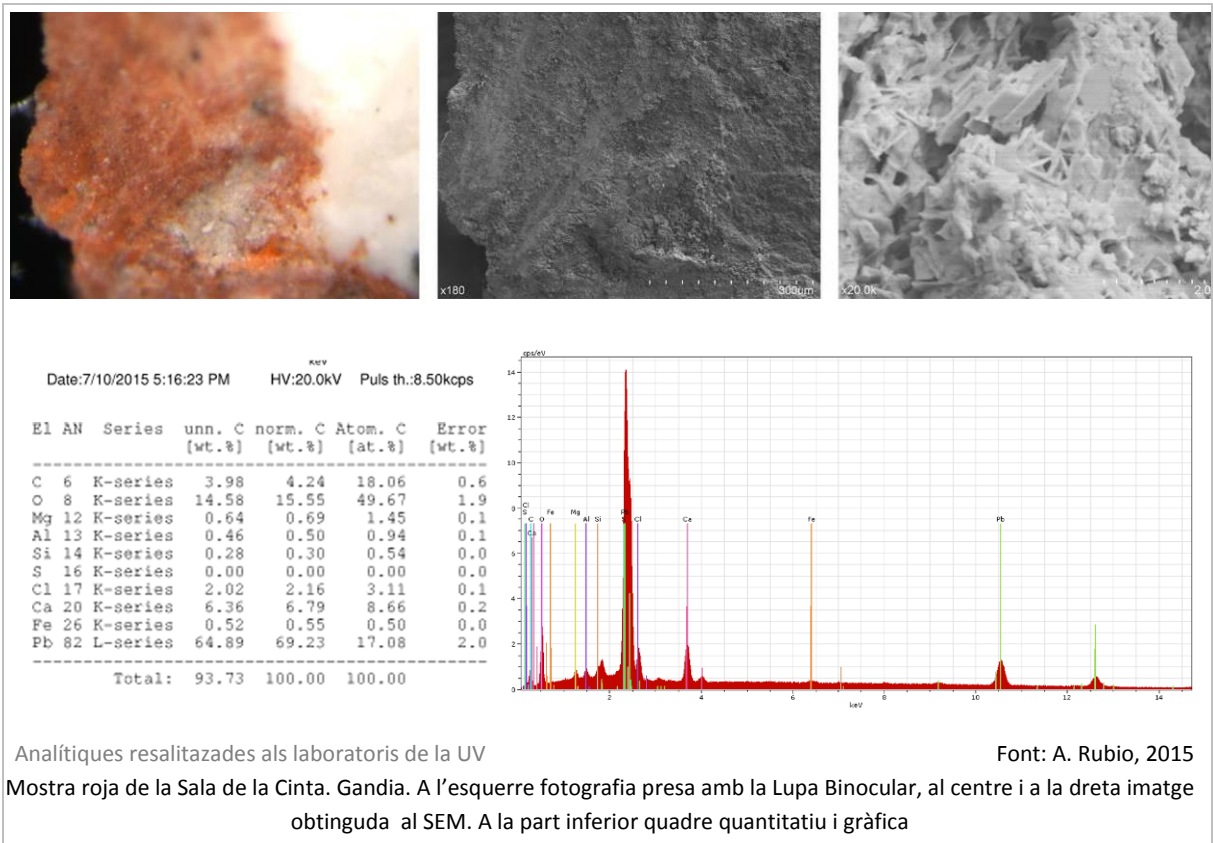 x180
300um
x20.0k
2.0
keV
Date:7/10/2015 5:16:23 PM HV:20.0kV Puls th.:8.50kcps
El AN Series unn. C norm. C Atom. C Error
[wt.%] [wt.%] [at.%] [wt.%]
C 6 K-series 3.98 4.24 18.06 0.6
O 8 K-series 14.58 15.55 49.67 1.9
Mg 12 K-series 0.64 0.69 1.45 0.1
Al 13 K-series 0.46 0.50 0.94 0.1
Si 14 K-series 0.28 0.30 0.54 0.0
S 16 K-series 0.00 0.00 0.00 0.0
Cl 17 K-series 2.02 2.16 3.11 0.1
Ca 20 K-series 6.36 6.79 8.66 0.2
Fe 26 K-series 0.52 0.55 0.50 0.0
Pb 82 L-series 64.89 69.23 17.08 2.0
Total: 93.73 100.00 100.00
cps/eV
14
12
10
8
6
4
2
0
Cl
S Fe Mg Pb
C O Al Si S Cl Ca Fe Pb
Ca
2 4 6 8 10 12 14
keV
Analítiques resalitazades als laboratoris de la UV
Font: A. Rubio, 2015
Mostra roja de la Sala de la Cinta. Gandia. A l’esquerre fotografia presa amb la Lupa Binocular, al centre i a la dreta imatge
obtinguda al SEM. A la part inferior quadre quantitatiu i gràfica